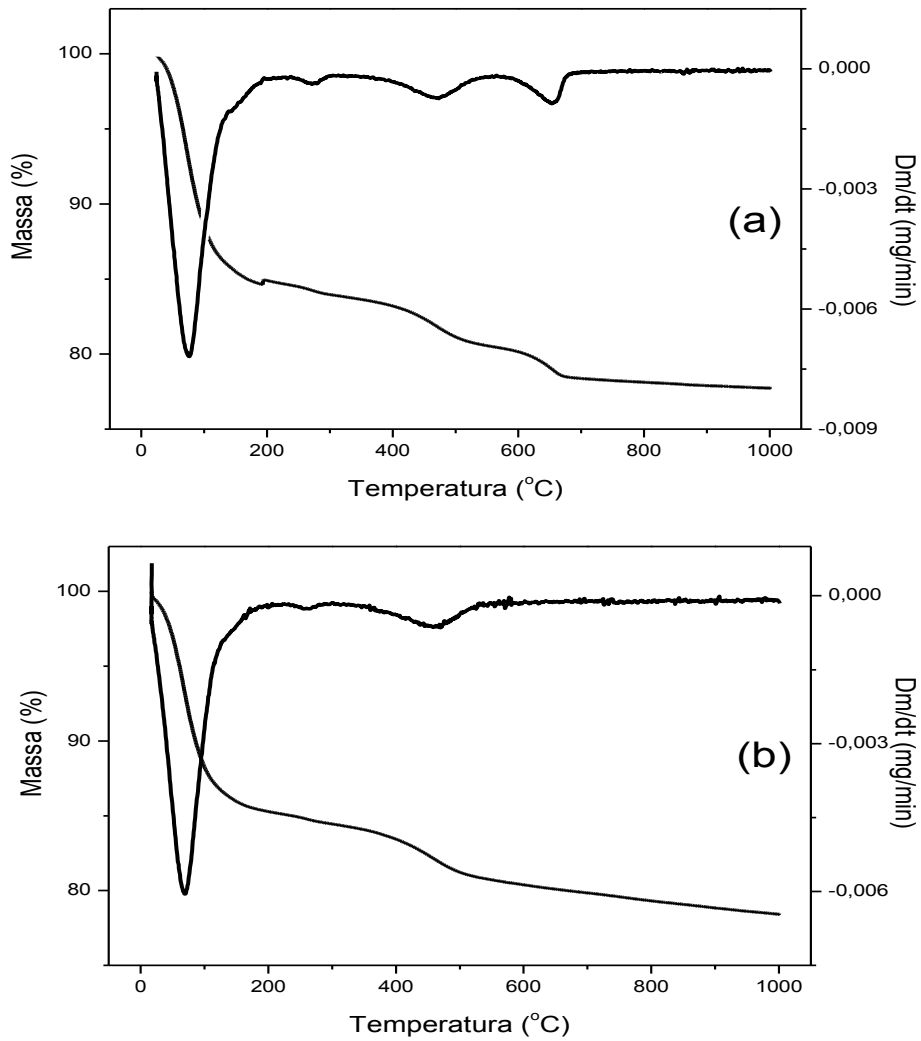 100
90
80
Massa (%)
0,000
-0,003
-0,006
-0,009
Dm/dt (mg/min)
(a)
0 200 400 600 800 1000
Temperatura (°C)
100
90
80
Massa (%)
0,000
-0,003
-0,006
Dm/dt (mg/min)
(b)
0 200 400 600 800 1000
Temperatura (°C)